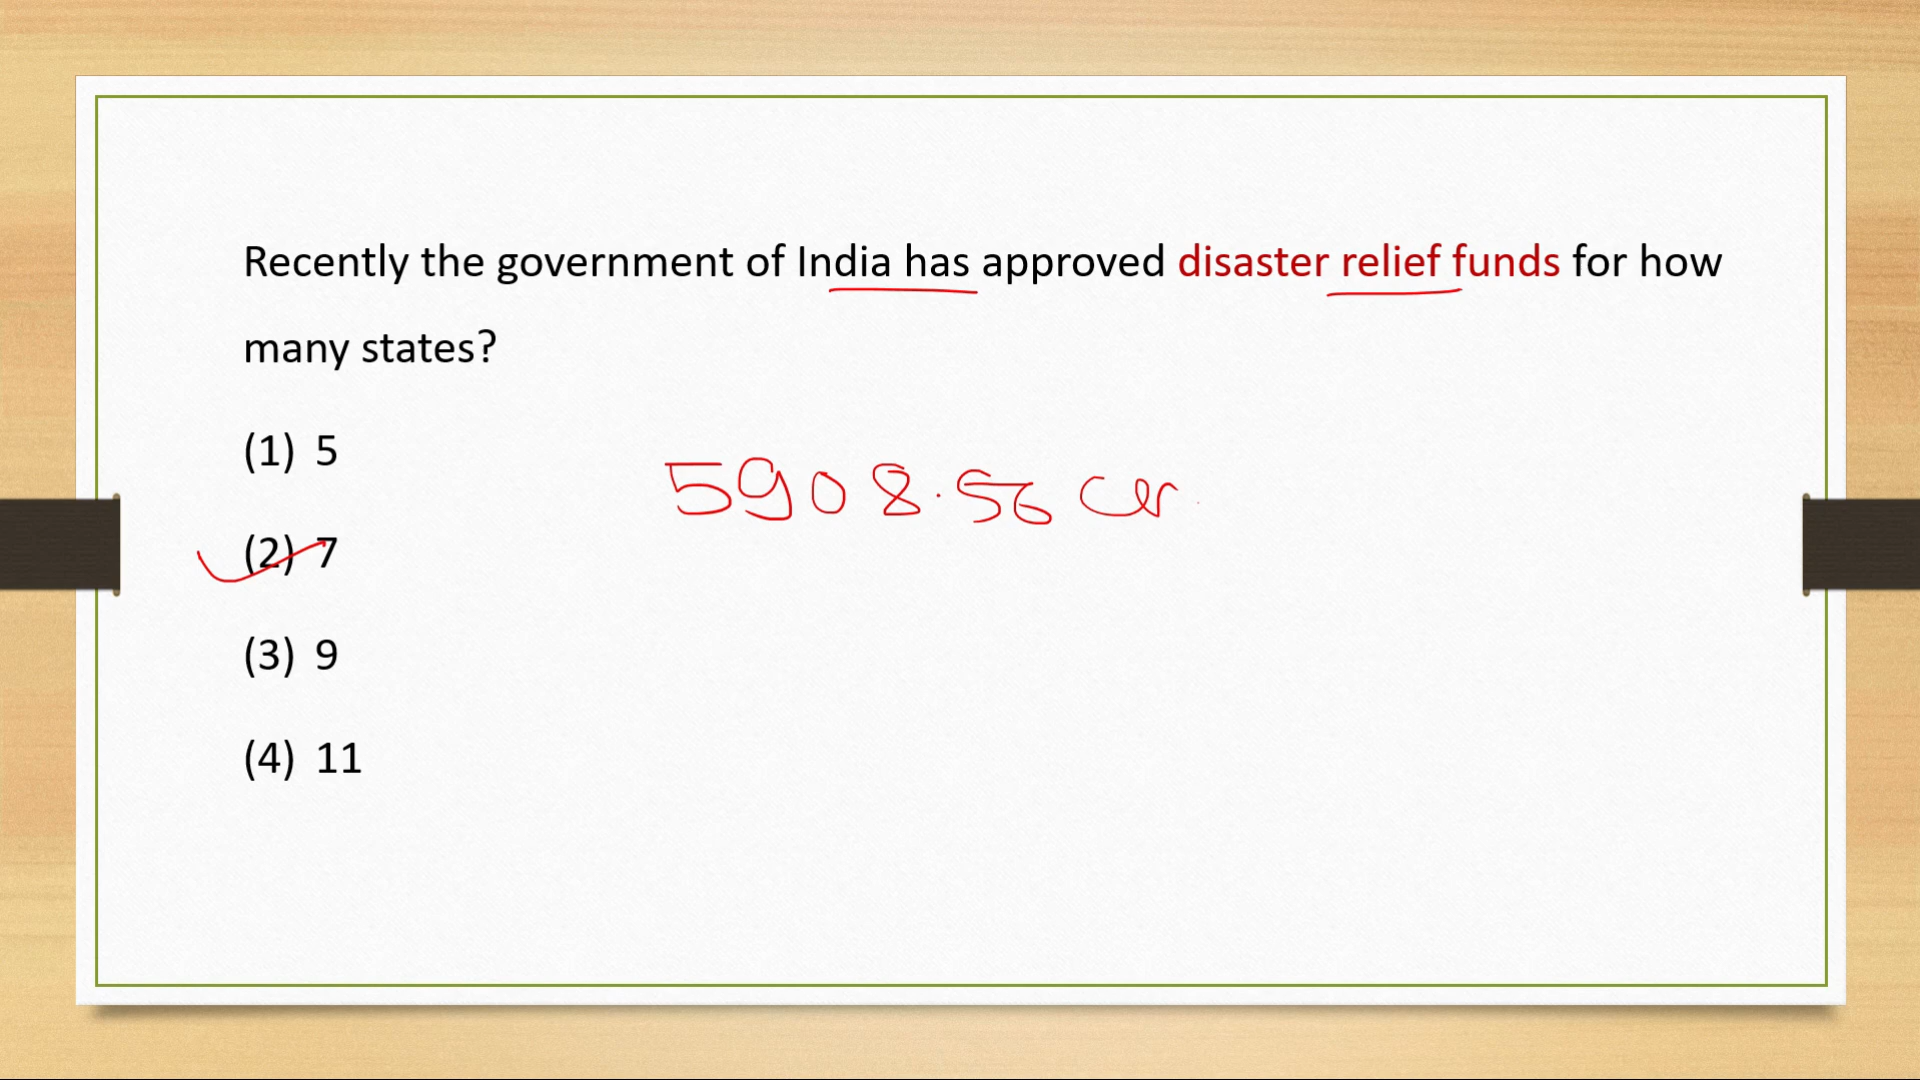 Recently the government of India has approved disaster relief funds for how
many states?
(1) 5
5908.56 Cr.
(2) 7
(3) 9
(4) 11